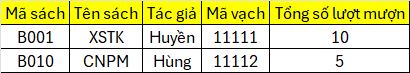 Mã sách Tên sách Tác giả Mã vạch Tổng số lượt mượn
B001 XSTK Huyền 11111 10
B010 CNPM Hùng 11112 5